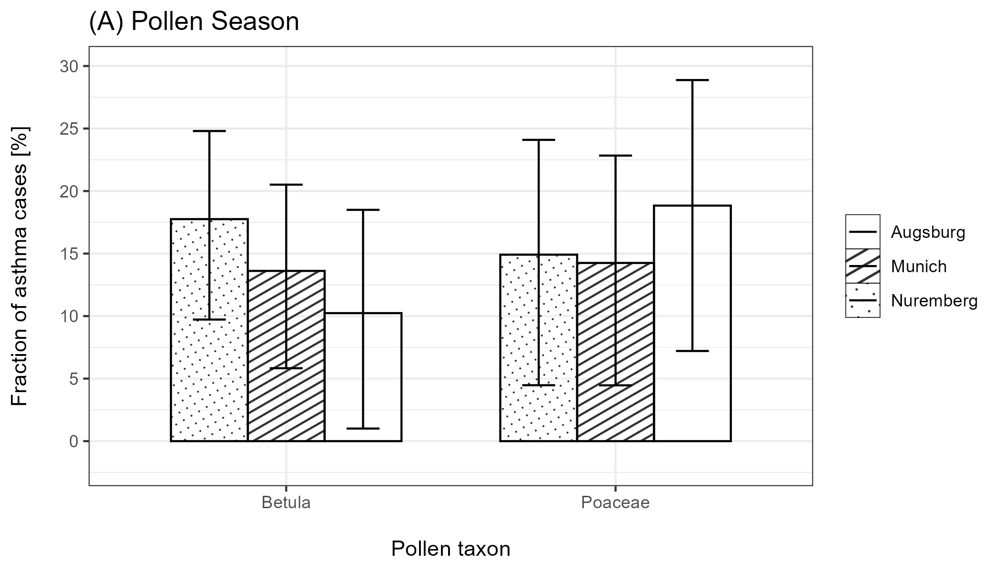 (A) Pollen Season
Fraction of asthma cases [%]
30
25
20
15
10
5
0
Betula
Poaceae
Pollen taxon
Augsburg
Munich
Nuremberg